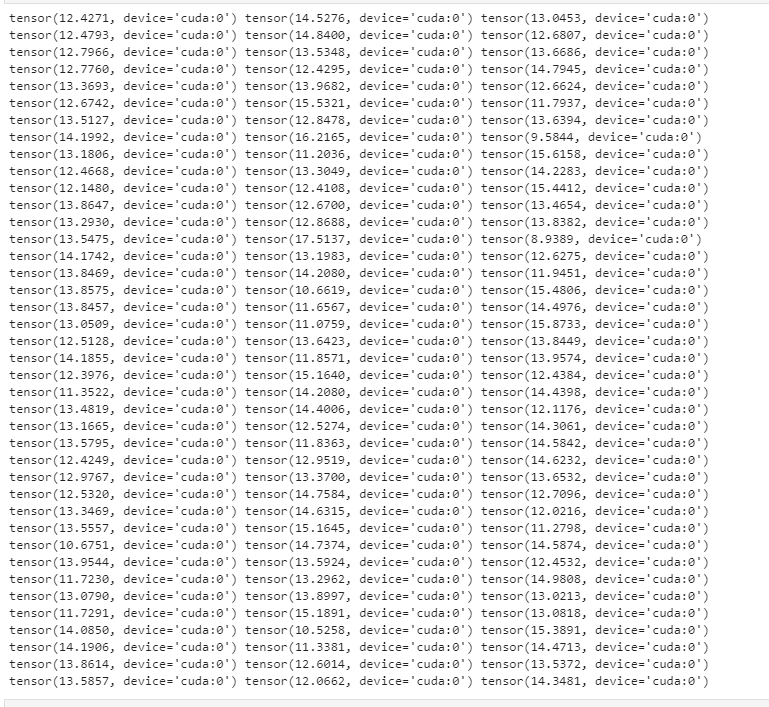 tensor(12.4271, device='cuda:0') tensor(14.5276, device='cuda:0') tensor(13.0453, device='cuda:0')
tensor(12.4793, device='cuda:0') tensor(14.8400, device='cuda:0') tensor(12.6807, device='cuda:0')
tensor(12.7966, device='cuda:0') tensor(13.5348, device='cuda:0') tensor(13.6686, device='cuda:0')
tensor(12.7760, device='cuda:0') tensor(12.4295, device='cuda:0') tensor(14.7945, device='cuda:0')
tensor(13.3693, device='cuda:0') tensor(13.9682, device='cuda:0') tensor(12.6624, device='cuda:0')
tensor(12.6742, device='cuda:0') tensor(15.5321, device='cuda:0') tensor(11.7937, device='cuda:0')
tensor(13.5127, device='cuda:0') tensor(12.8478, device='cuda:0') tensor(13.6394, device='cuda:0')
tensor(14.1992, device='cuda:0') tensor(16.2165, device='cuda:0') tensor(9.5844, device='cuda:0')
tensor(13.1806, device='cuda:0') tensor(11.2036, device='cuda:0') tensor(15.6158, device='cuda:0')
tensor(12.4668, device='cuda:0') tensor(13.3049, device='cuda:0') tensor(14.2283, device='cuda:0')
tensor(12.1480, device='cuda:0') tensor(12.4108, device='cuda:0') tensor(15.4412, device='cuda:0')
tensor(13.8647, device='cuda:0') tensor(12.6700, device='cuda:0') tensor(13.4654, device='cuda:0')
tensor(13.2930, device='cuda:0') tensor(12.8688, device='cuda:0') tensor(13.8382, device='cuda:0')
tensor(13.5475, device='cuda:0') tensor(17.5137, device='cuda:0') tensor(8.9389, device='cuda:0')
tensor(14.1742, device='cuda:0') tensor(13.1983, device='cuda:0') tensor(12.6275, device='cuda:0')
tensor(13.8469, device='cuda:0') tensor(14.2080, device='cuda:0') tensor(11.9451, device='cuda:0')
tensor(13.8575, device='cuda:0') tensor(10.6619, device='cuda:0') tensor(15.4806, device='cuda:0')
tensor(13.8457, device='cuda:0') tensor(11.6567, device='cuda:0') tensor(14.4976, device='cuda:0')
tensor(13.0509, device='cuda:0') tensor(11.0759, device='cuda:0') tensor(15.8733, device='cuda:0')
tensor(12.5128, device='cuda:0') tensor(13.6423, device='cuda:0') tensor(13.8449, device='cuda:0')
tensor(14.1855, device='cuda:0') tensor(11.8571, device='cuda:0') tensor(13.9574, device='cuda:0')
tensor(12.3976, device='cuda:0') tensor(15.1640, device='cuda:0') tensor(12.4384, device='cuda:0')
tensor(11.3522, device='cuda:0') tensor(14.2080, device='cuda:0') tensor(14.4398, device='cuda:0')
tensor(13.4819, device='cuda:0') tensor(14.4006, device='cuda:0') tensor(12.1176, device='cuda:0')
tensor(13.1665, device='cuda:0') tensor(12.5274, device='cuda:0') tensor(14.3061, device='cuda:0')
tensor(13.5795, device='cuda:0') tensor(11.8363, device='cuda:0') tensor(14.5842, device='cuda:0')
tensor(12.4249, device='cuda:0') tensor(12.9519, device='cuda:0') tensor(14.6232, device='cuda:0')
tensor(12.9767, device='cuda:0') tensor(13.3700, device='cuda:0') tensor(13.6532, device='cuda:0')
tensor(12.5320, device='cuda:0') tensor(14.7584, device='cuda:0') tensor(12.7096, device='cuda:0')
tensor(13.3469, device='cuda:0') tensor(14.6315, device='cuda:0') tensor(12.0216, device='cuda:0')
tensor(13.5557, device='cuda:0') tensor(15.1645, device='cuda:0') tensor(11.2798, device='cuda:0')
tensor(10.6751, device='cuda:0') tensor(14.7374, device='cuda:0') tensor(14.5874, device='cuda:0')
tensor(13.9544, device='cuda:0') tensor(13.5924, device='cuda:0') tensor(12.4532, device='cuda:0')
tensor(11.7230, device='cuda:0') tensor(13.2962, device='cuda:0') tensor(14.9808, device='cuda:0')
tensor(13.0790, device='cuda:0') tensor(13.8997, device='cuda:0') tensor(13.0213, device='cuda:0')
tensor(11.7291, device='cuda:0') tensor(15.1891, device='cuda:0') tensor(13.0818, device='cuda:0')
tensor(14.0850, device='cuda:0') tensor(10.5258, device='cuda:0') tensor(15.3891, device='cuda:0')
tensor(14.1906, device='cuda:0') tensor(11.3381, device='cuda:0') tensor(14.4713, device='cuda:0')
tensor(13.8614, device='cuda:0') tensor(12.6014, device='cuda:0') tensor(13.5372, device='cuda:0')
tensor(13.5857, device='cuda:0') tensor(12.0662, device='cuda:0') tensor(14.3481, device='cuda:0')